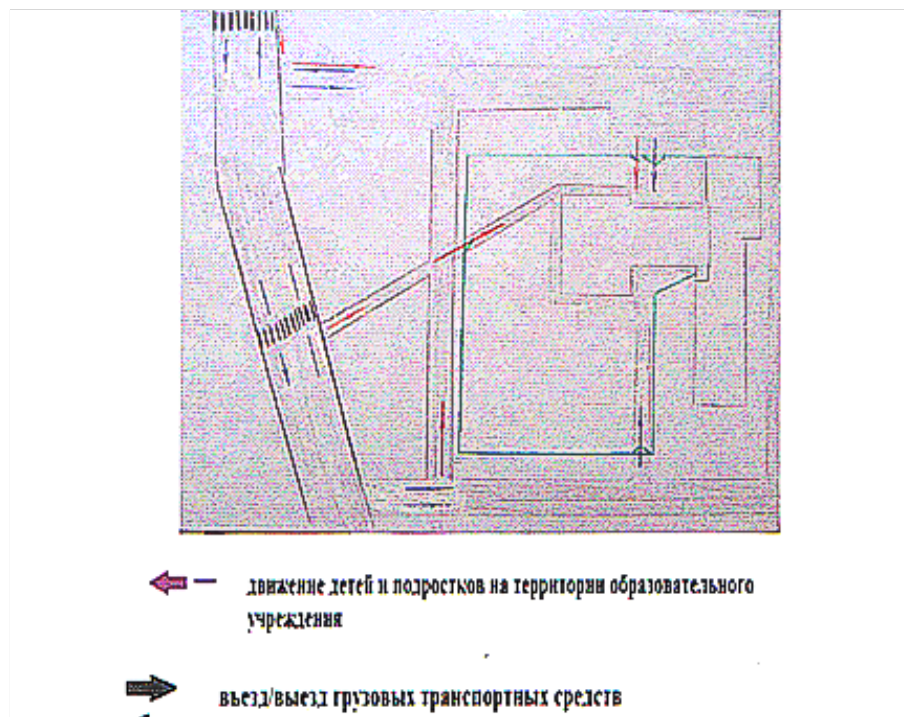 движение детей и подростков на территории образовательного
учреждения
въезд/выезд грузовых транспортных средств